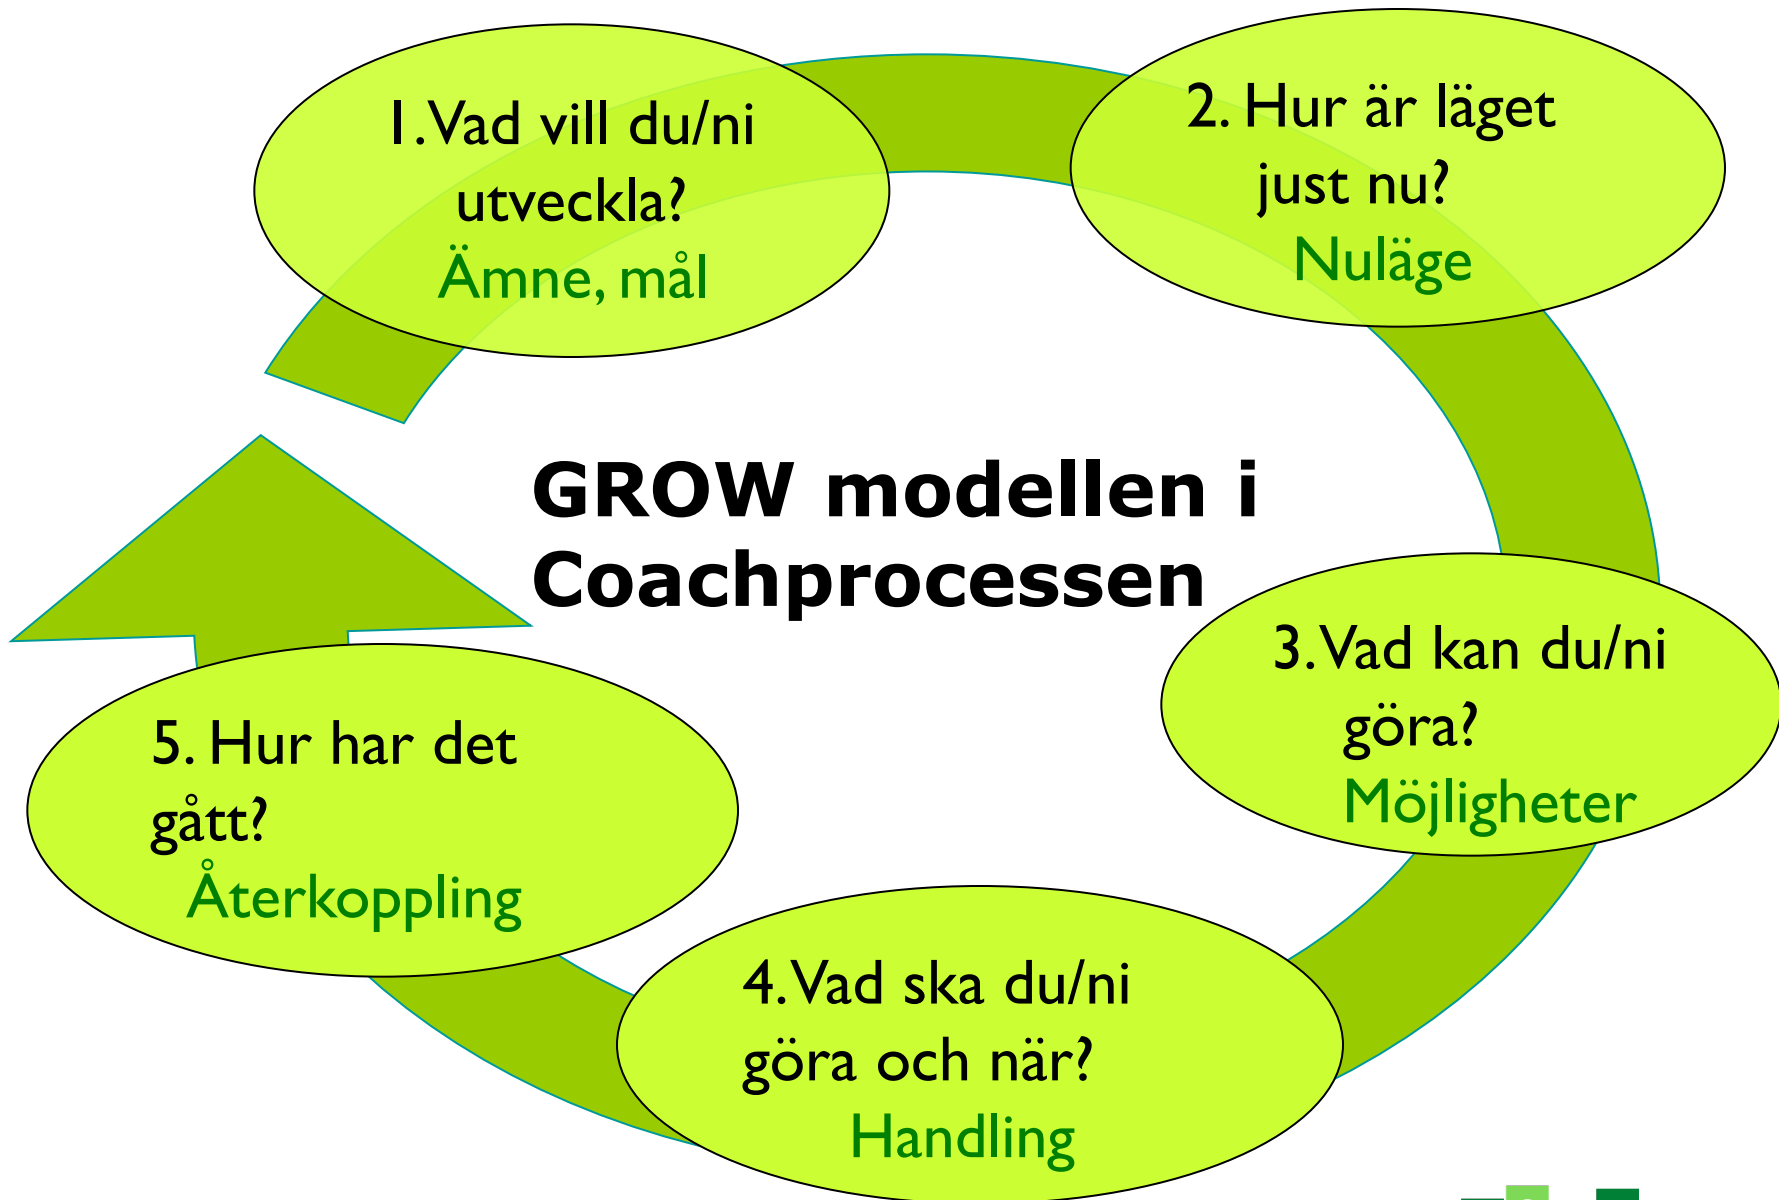 1. Vad vill du/ni
utveckla?
Ämne, mål
2. Hur är läget
just nu?
Nuläge
GROW modellen i
Coachprocessen
3. Vad kan du/ni
göra?
Möjligheter
4. Vad ska du/ni
göra och när?
Handling
5. Hur har det
gått?
Återkoppling